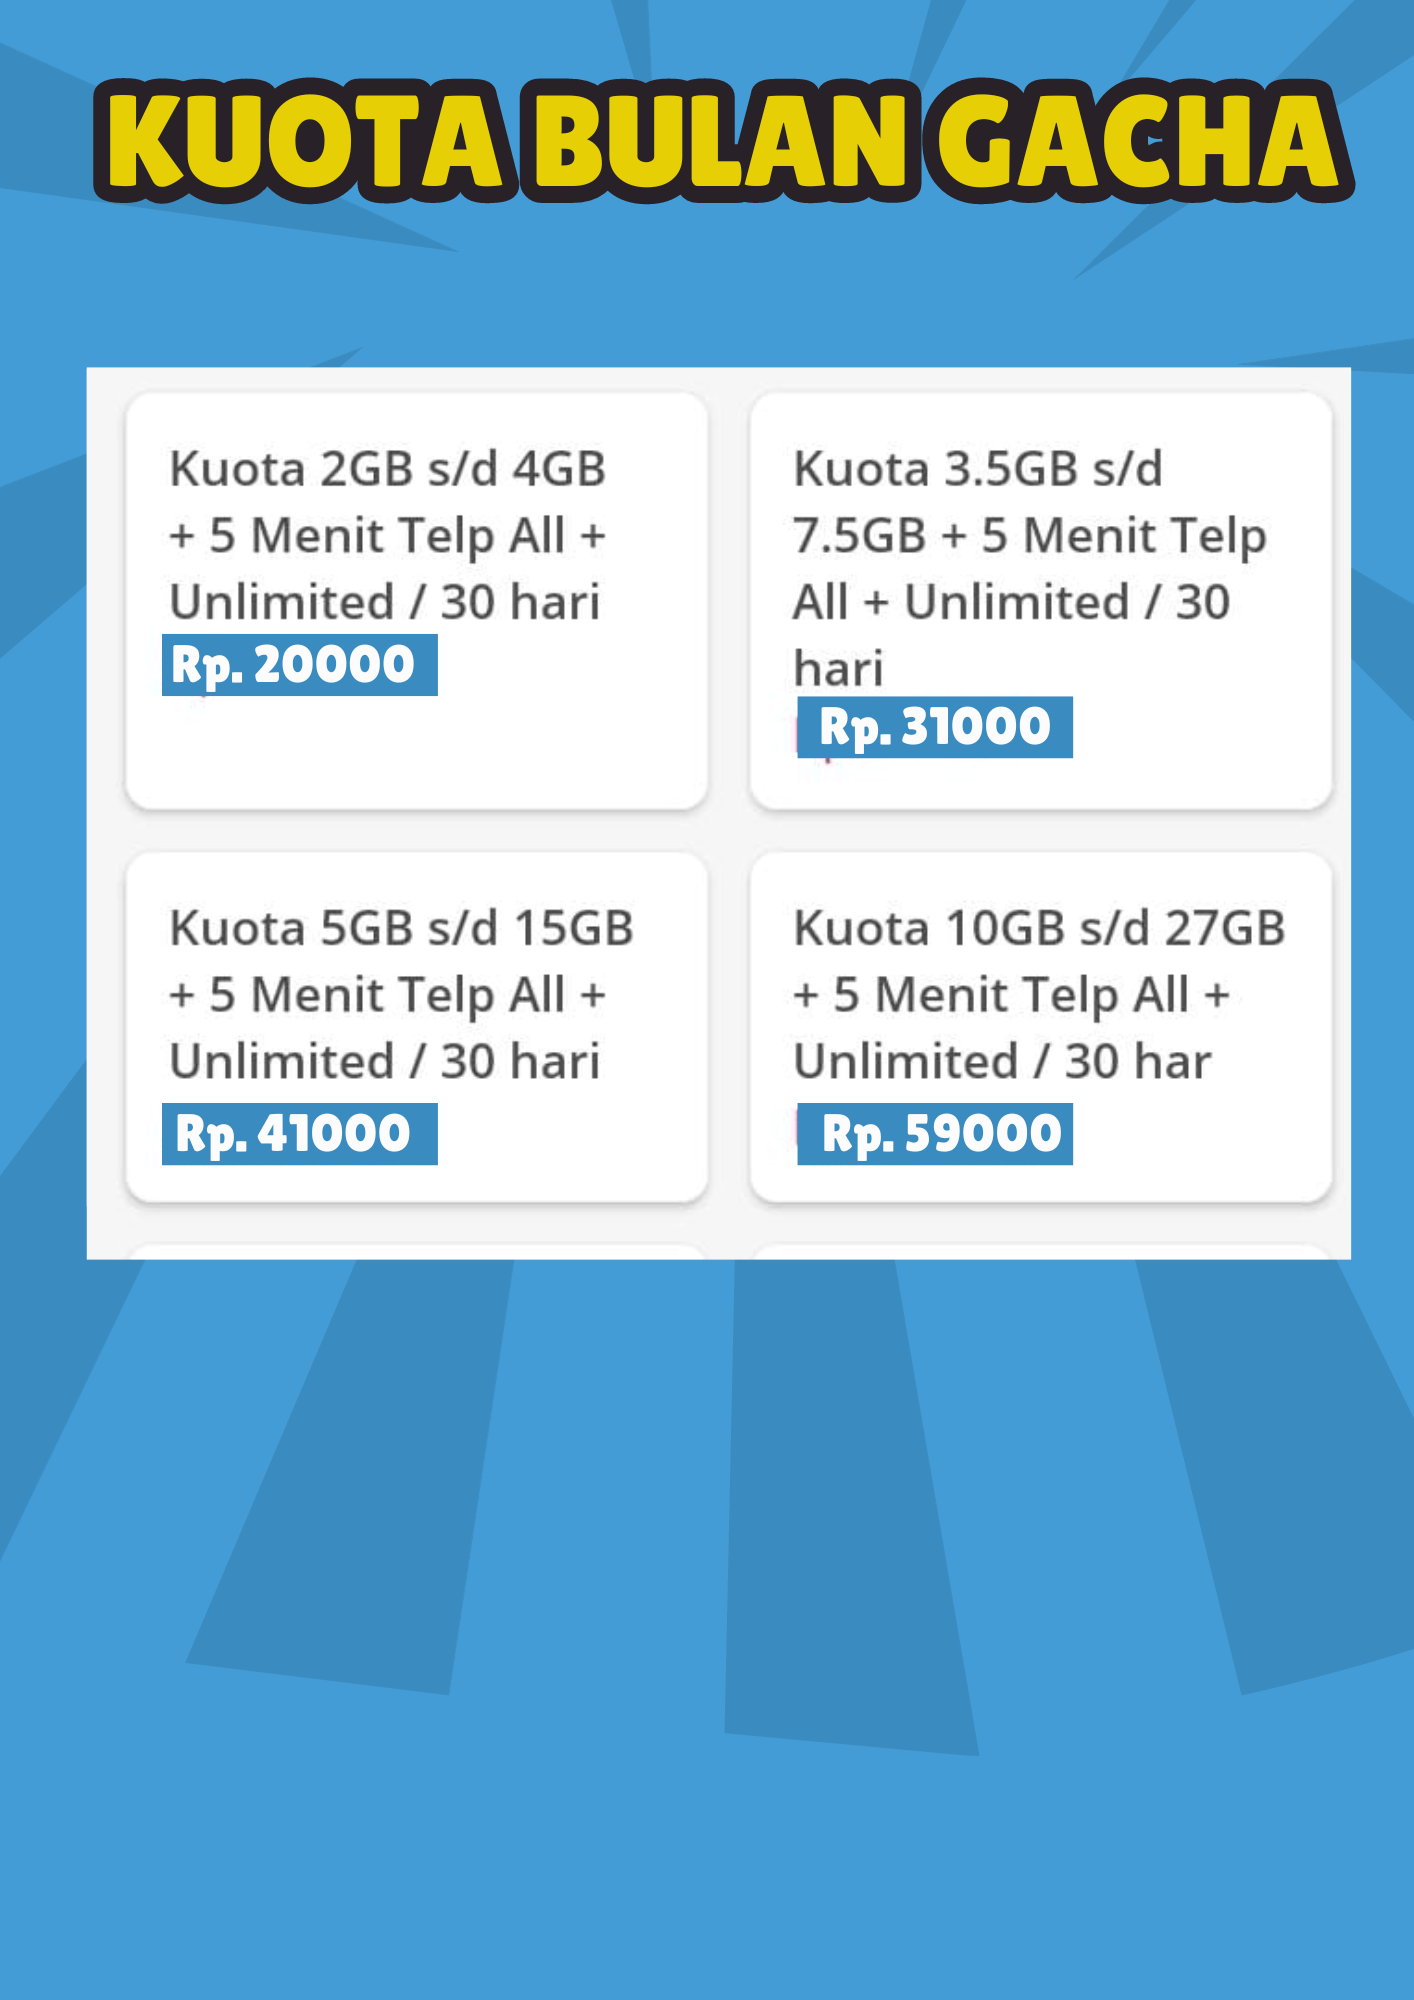 KUOTA BULAN GACHA
Kuota 2GB s/d 4GB
+ 5 Menit Telp All +
Unlimited / 30 hari
Rp. 20000
Kuota 3.5GB s/d
7.5GB + 5 Menit Telp
All + Unlimited / 30
hari
Rp. 31000
Kuota 5GB s/d 15GB
+ 5 Menit Telp All +
Unlimited / 30 hari
Rp. 41000
Kuota 10GB s/d 27GB
+ 5 Menit Telp All +
Unlimited / 30 har
Rp. 59000